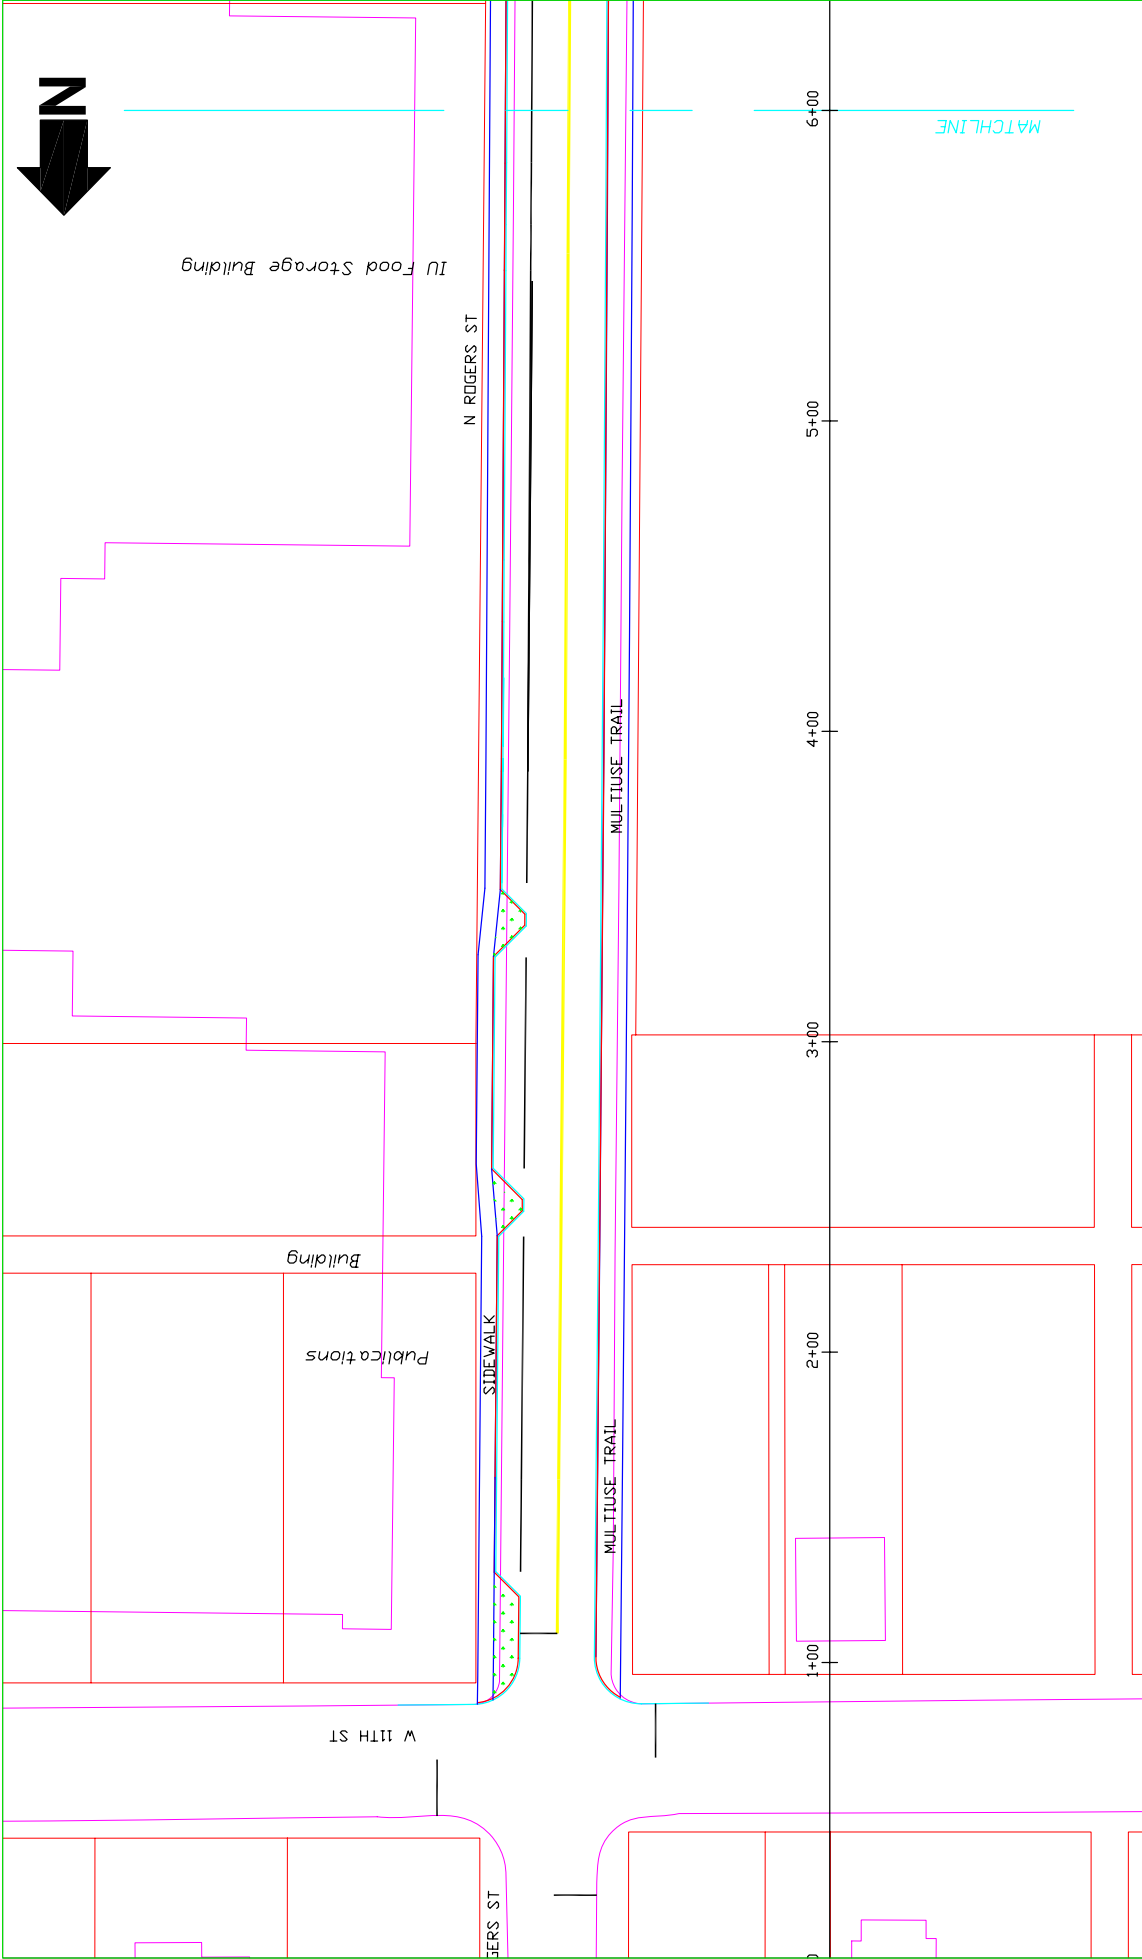 N
6+00
MATCHLINE
IU Food Storage Building
N ROGERS ST
5+00
4+00
MULTIUSE TRAIL
3+00
Building
Publications
SIDEWALK
2+00
MULTIUSE TRAIL
1+00
W 11TH ST
GERS ST
0